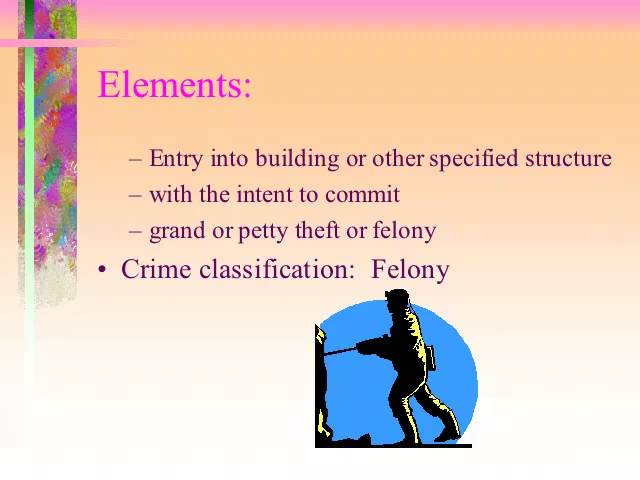 Elements:
– Entry into building or other specified structure
– with the intent to commit
– grand or petty theft or felony
• Crime classification: Felony